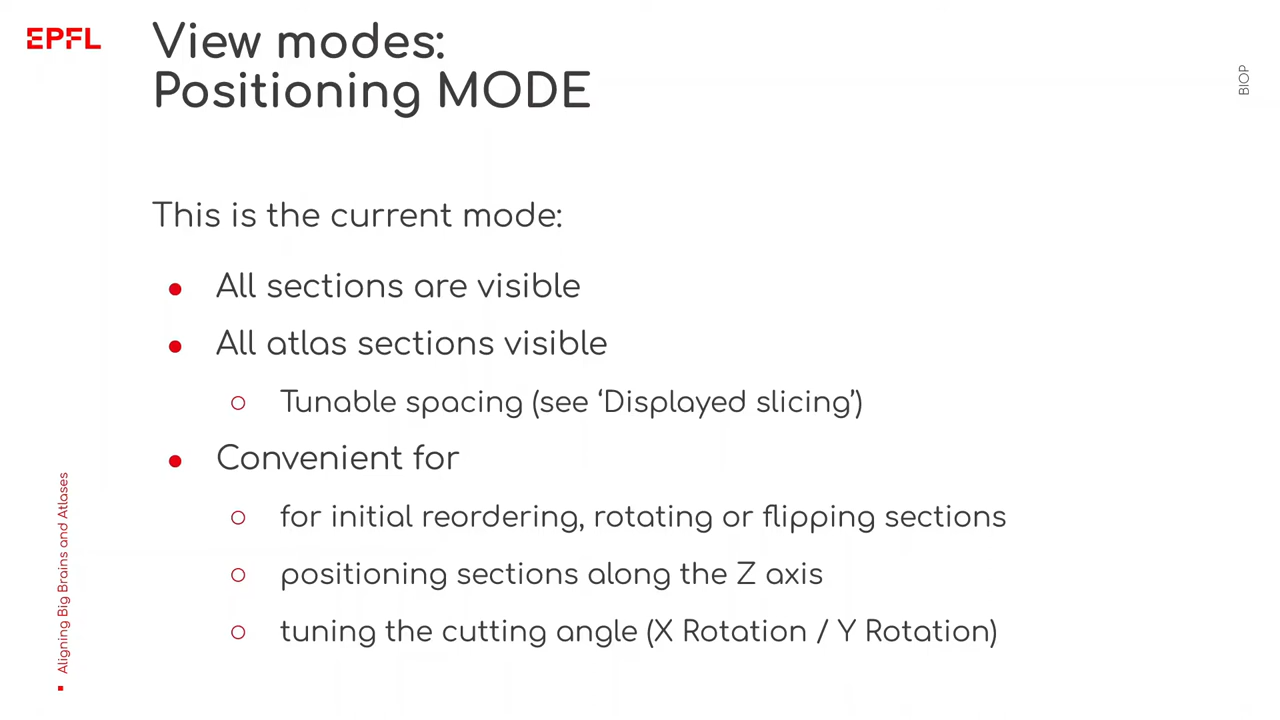 EPFL
View modes:
Positioning MODE
BIOP
This is the current mode:
● All sections are visible
● All atlas sections visible
○ Tunable spacing (see ‘Displayed slicing’)
● Convenient for
○ for initial reordering, rotating or flipping sections
○ positioning sections along the Z axis
○ tuning the cutting angle (X Rotation / Y Rotation)
▪ Aligning Big Brains and Atlases